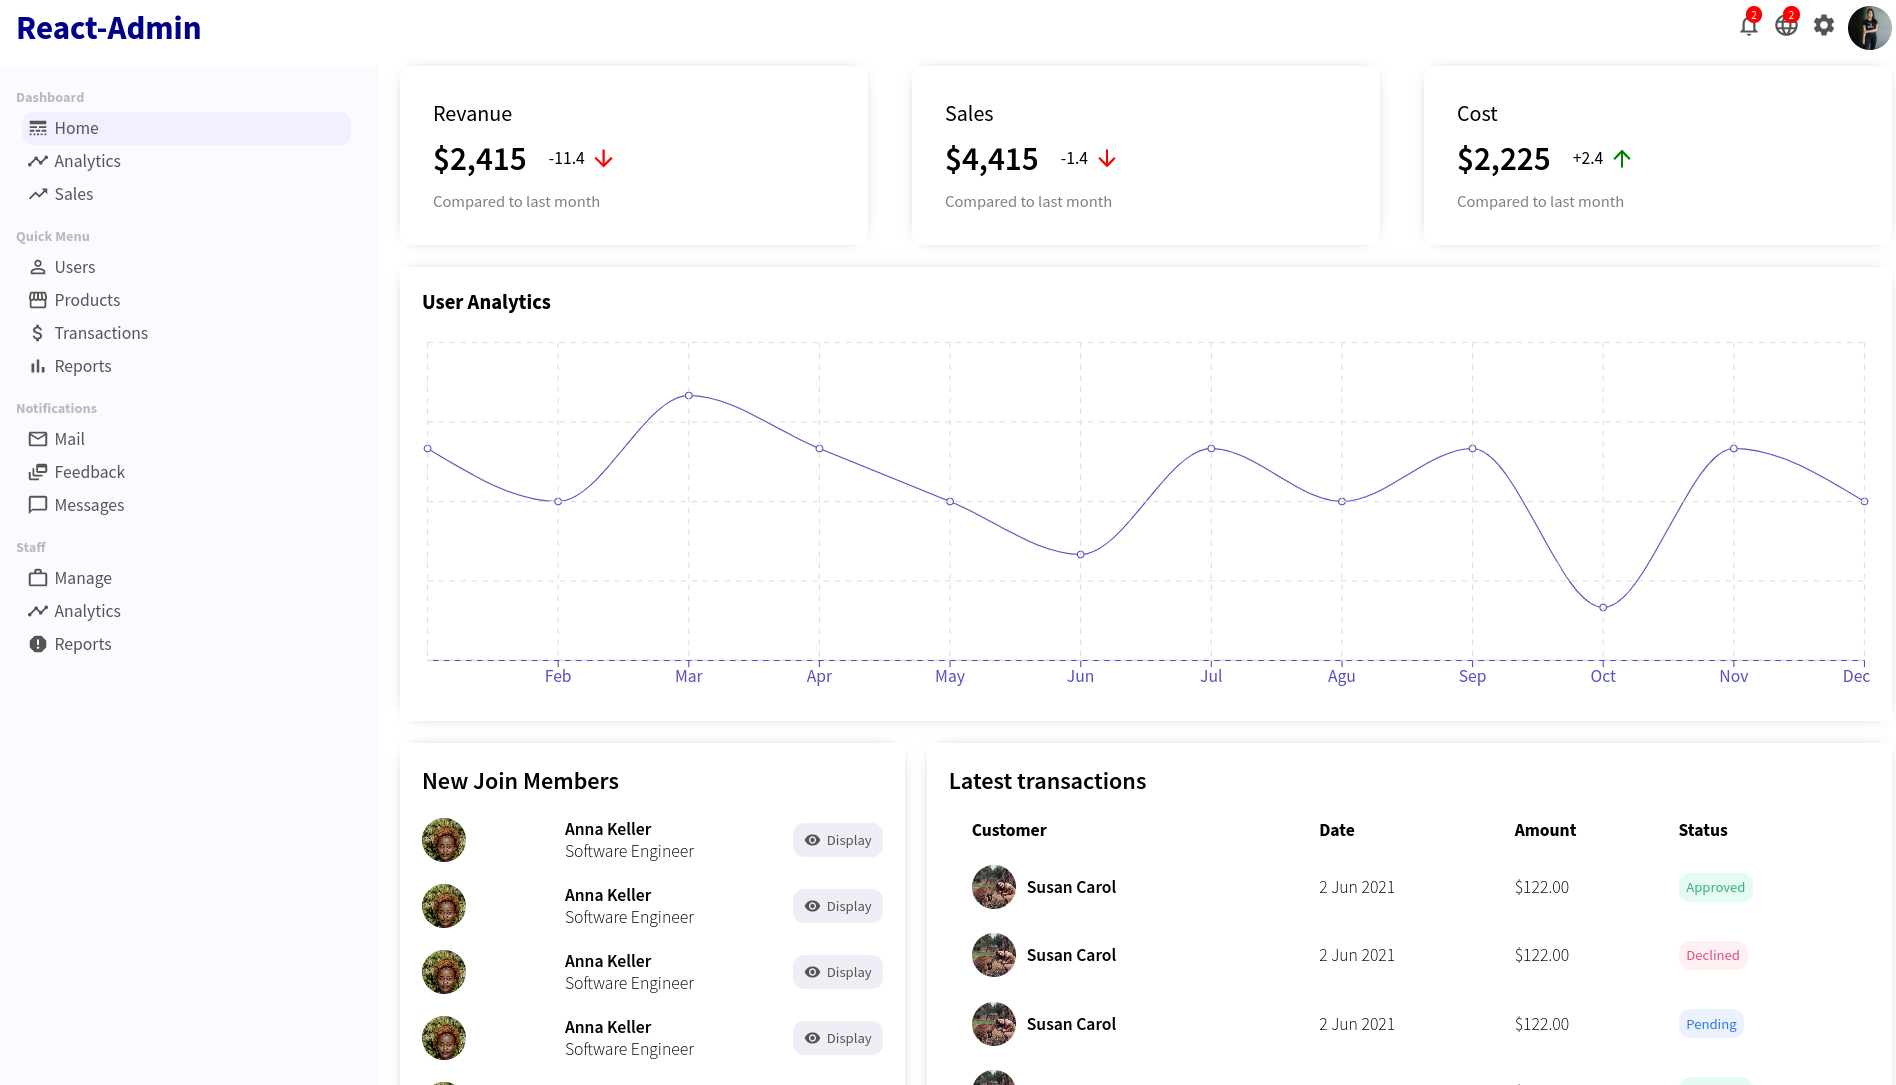 React-Admin
2
2
Dashboard
Home
Analytics
Sales
Quick Menu
Users
Products
Transactions
Reports
Notifications
Mail
Feedback
Messages
Staff
Manage
Analytics
Reports
Revanue
$2,415 -11.4
Compared to last month
Sales
$4,415 -1.4
Compared to last month
Cost
$2,225 +2.4
Compared to last month
User Analytics
Feb Mar Apr May Jun Jul Agu Sep Oct Nov Dec
New Join Members
Anna Keller
Software Engineer
Display
Anna Keller
Software Engineer
Display
Anna Keller
Software Engineer
Display
Anna Keller
Software Engineer
Display
Latest transactions
Customer Date Amount Status
Susan Carol 2 Jun 2021 $122.00 Approved
Susan Carol 2 Jun 2021 $122.00 Declined
Susan Carol 2 Jun 2021 $122.00 Pending